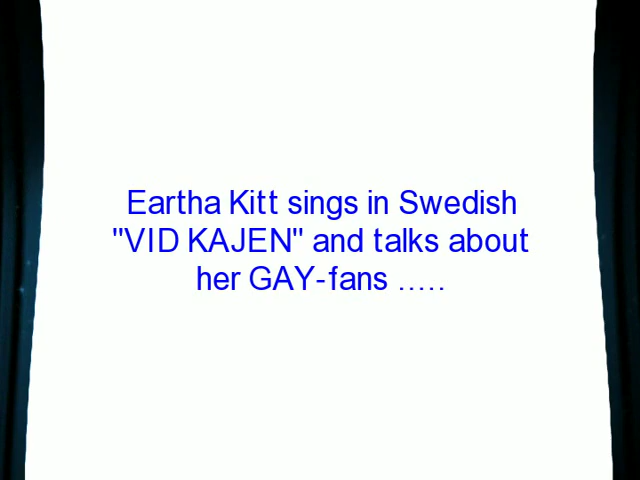 Eartha Kitt sings in Swedish
"VID KAJEN" and talks about
her GAY-fans .....